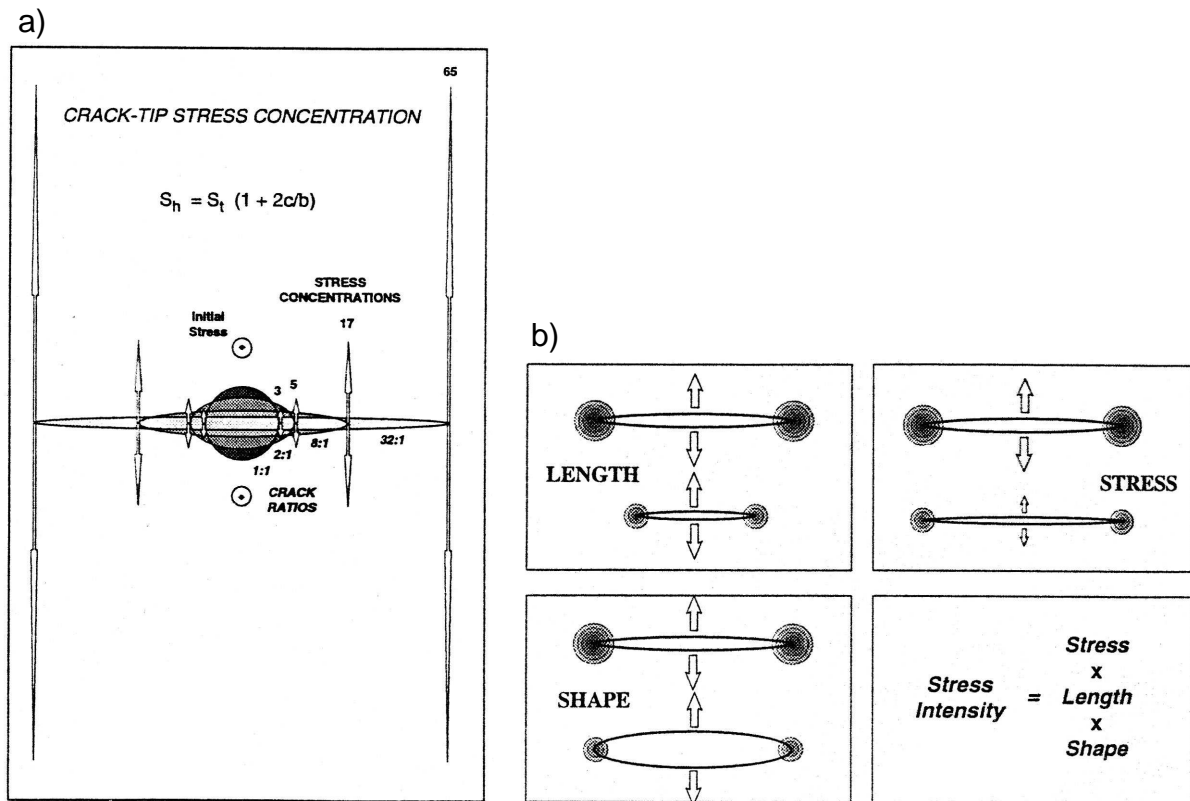 a)
65
CRACK-TIP STRESS CONCENTRATION
S_h = S_t (1 + 2c/b)
STRESS
CONCENTRATIONS
Initial
Stress
17
3
5
32:1
8:1
2:1
1:1
CRACK
RATIOS
b)
LENGTH
STRESS
SHAPE
Stress
Intensity
=
Stress
x
Length
x
Shape